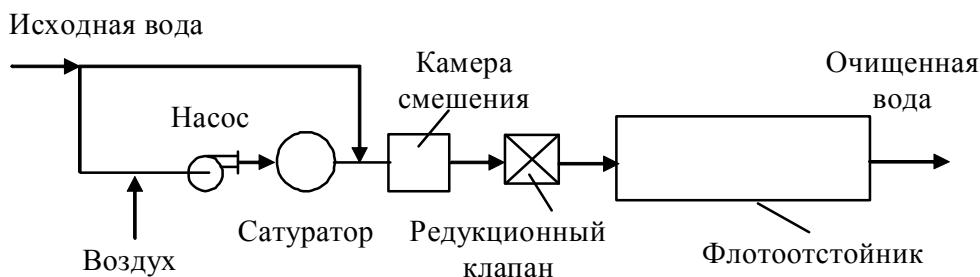 Исходная вода
Камера
смешения
Очищенная
вода
Насос
Сатуратор
Редукционный
клапан
Флотоотстойник
Воздух